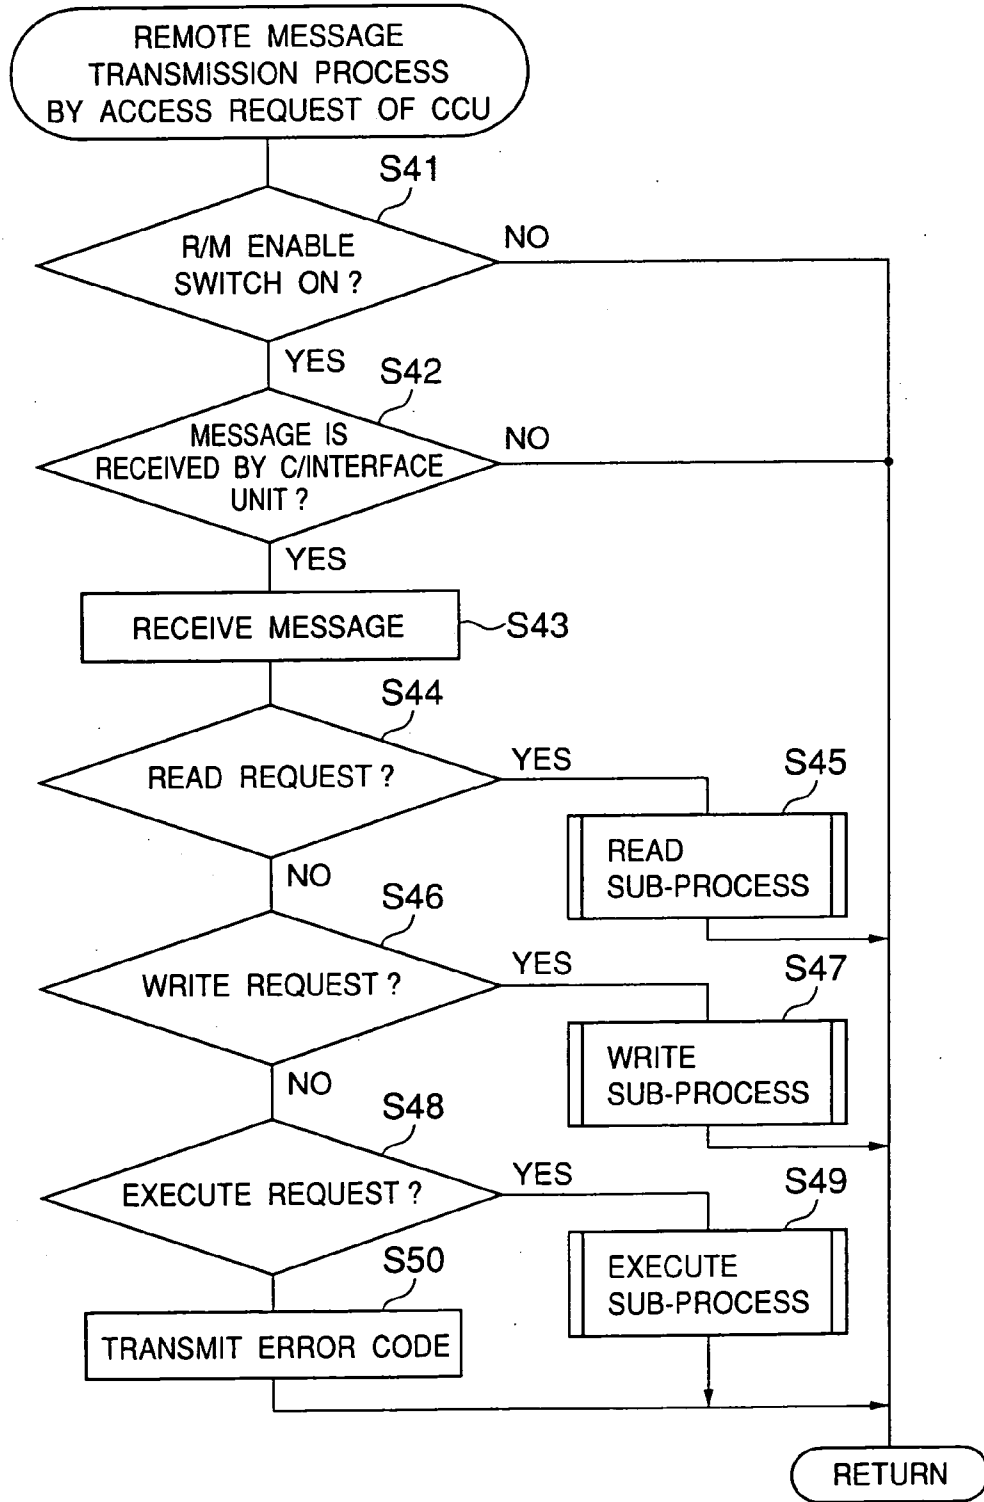 REMOTE MESSAGE
TRANSMISSION PROCESS
BY ACCESS REQUEST OF CCU
S41
R/M ENABLE
SWITCH ON ?
NO
YES
S42
MESSAGE IS
RECEIVED BY C/INTERFACE
UNIT ?
NO
YES
RECEIVE MESSAGE
S43
S44
READ REQUEST ?
YES
S45
READ
SUB-PROCESS
NO
S46
WRITE REQUEST ?
YES
S47
WRITE
SUB-PROCESS
NO
S48
EXECUTE REQUEST ?
YES
S49
EXECUTE
SUB-PROCESS
S50
TRANSMIT ERROR CODE
RETURN